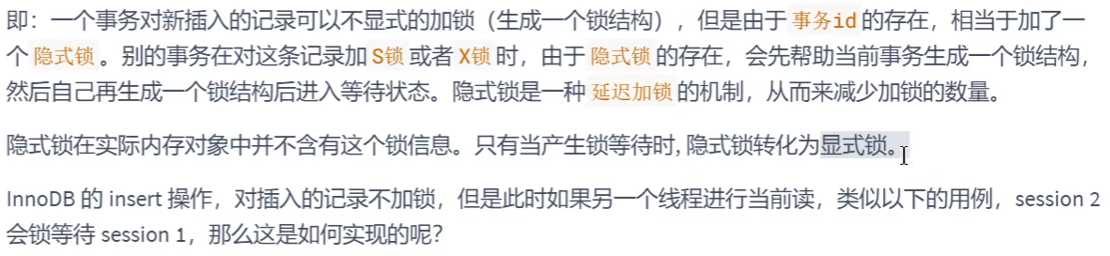 即：一个事务对新插入的记录可以不显式的加锁（生成一个锁结构），但是由于 事务id 的存在，相当于加了一
个 隐式锁 。别的事务在对这条记录加 S锁 或者 X锁 时，由于 隐式锁 的存在，会先帮助当前事务生成一个锁结构，
然后自己再生成一个锁结构后进入等待状态。隐式锁是一种 延迟加锁 的机制，从而来减少加锁的数量。
隐式锁在实际内存对象中并不含有这个锁信息。只有当产生锁等待时, 隐式锁转化为显式锁。
InnoDB 的 insert 操作，对插入的记录不加锁，但是此时如果另一个线程进行当前读，类似以下的用例，session 2
会锁等待 session 1，那么这是如何实现的呢？